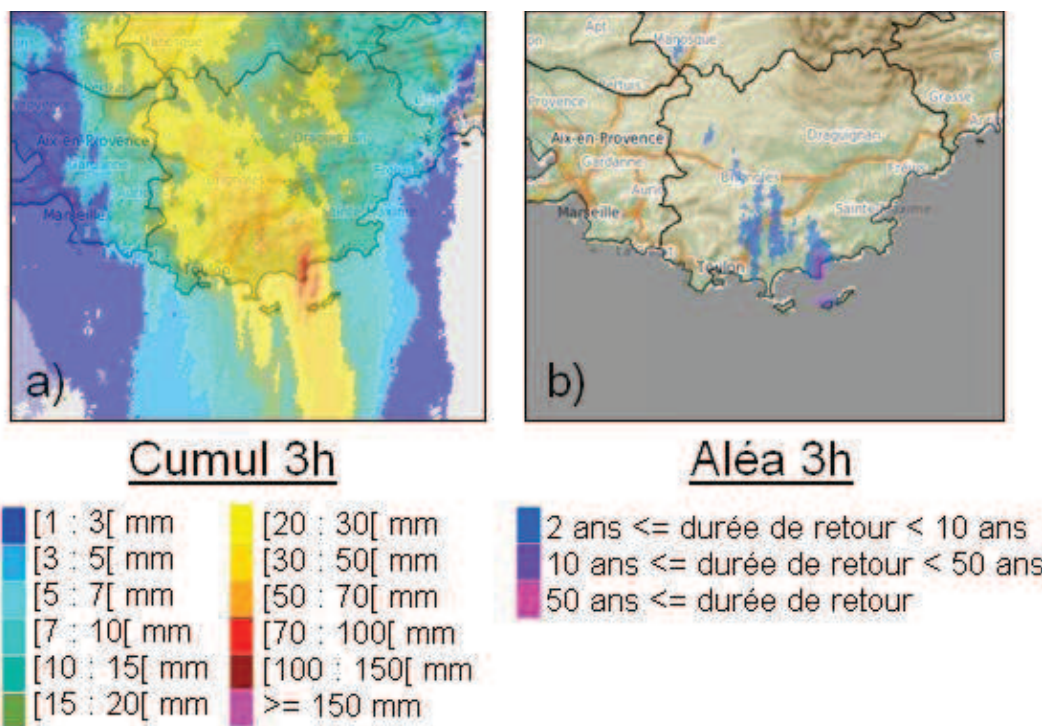 Manosque
Aix-en-Provence
Gardanne
Marseille
Toulon
Draguignan
a)
Apt
Manosque
Provence
Grasse
Aix-en-Provence
Draguignan
Gardanne
Brignoles
Marseille
Sainte-Maxime
Toulon
b)
Cumul 3h
Aléa 3h
[1 : 3[ mm
[3 : 5[ mm
[5 : 7[ mm
[7 : 10[ mm
[10 : 15[ mm
[15 : 20[ mm
[20 : 30[ mm
[30 : 50[ mm
[50 : 70[ mm
[70 : 100[ mm
[100 : 150[ mm
>= 150 mm
2 ans <= durée de retour < 10 ans
10 ans <= durée de retour < 50 ans
50 ans <= durée de retour